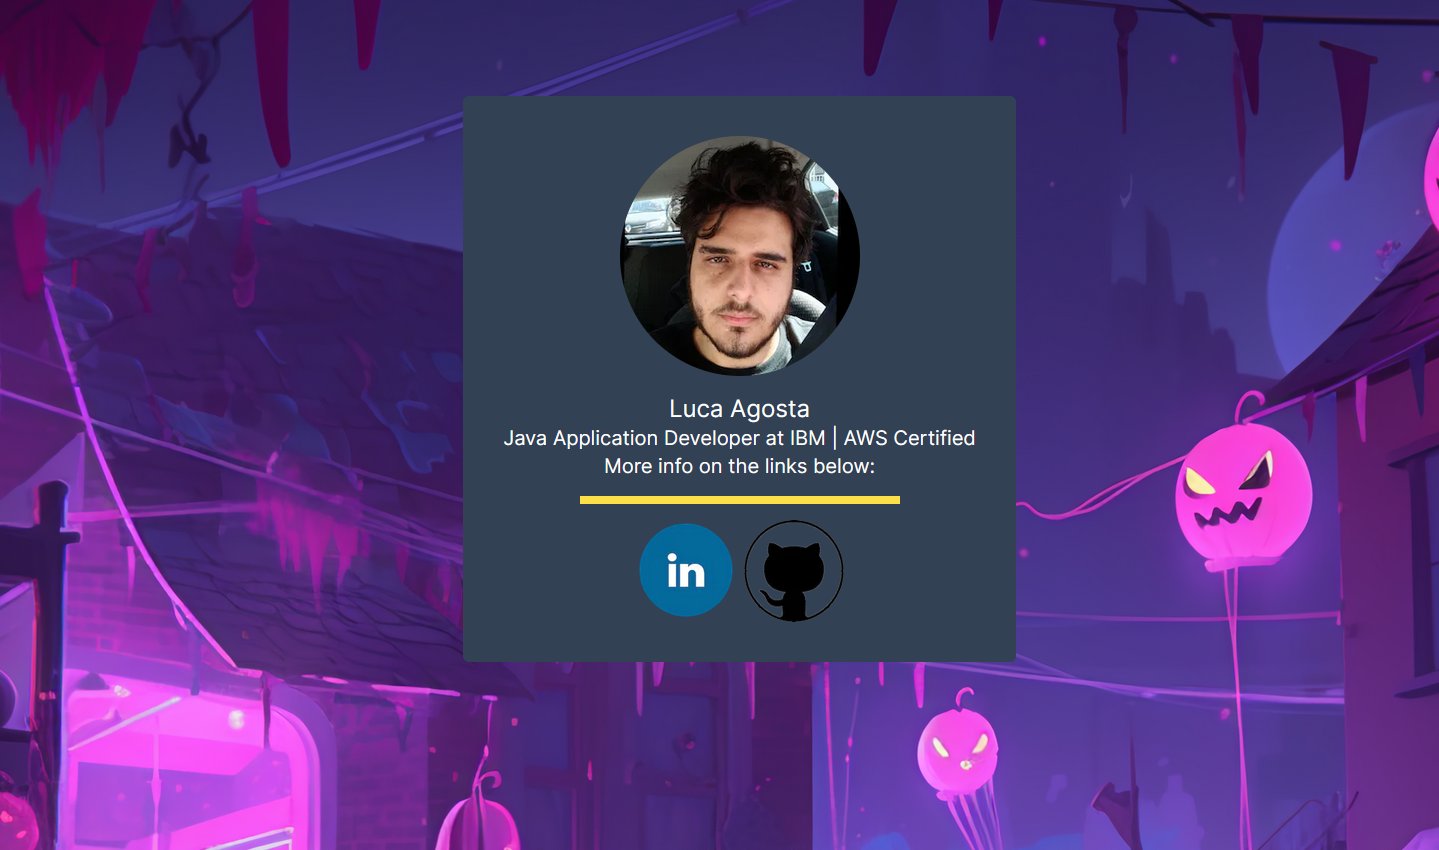 Luca Agosta
Java Application Developer at IBM | AWS Certified
More info on the links below:
in